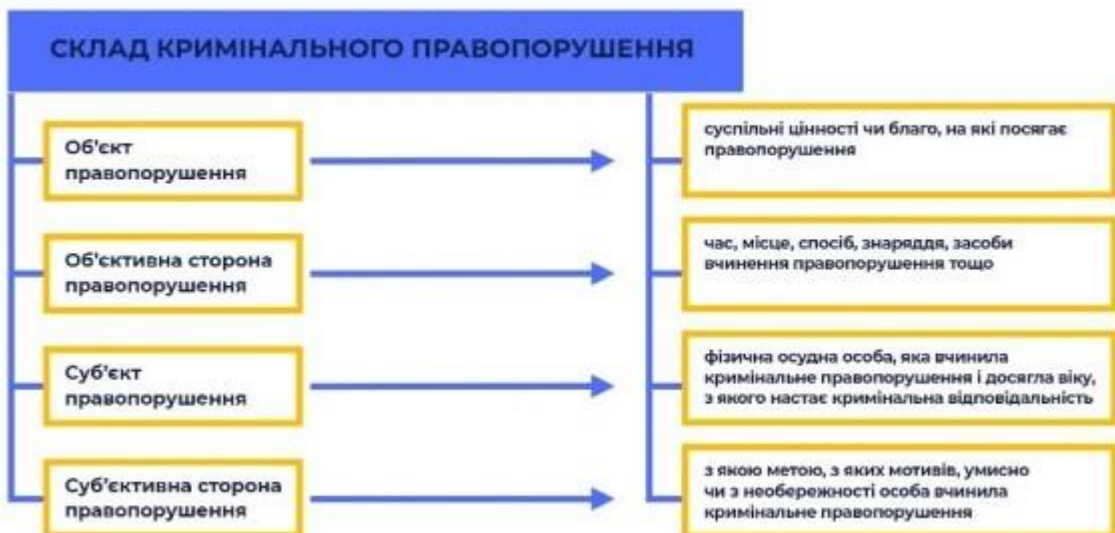 СКЛАД КРИМІНАЛЬНОГО ПРАВОПОРУШЕННЯ
Об'єкт
правопорушення
суспільні цінності чи благо, на які посягає
правопорушення
Об'єктивна сторона
правопорушення
час, місце, спосіб, знаряддя, засоби
вчинення правопорушення тощо
Суб'єкт
правопорушення
фізична осудна особа, яка вчинила
кримінальне правопорушення і досягла віку,
з якого настає кримінальна відповідальність
Суб'єктивна сторона
правопорушення
з якою метою, з яких мотивів, умисно
чи з необережності особа вчинила
кримінальне правопорушення